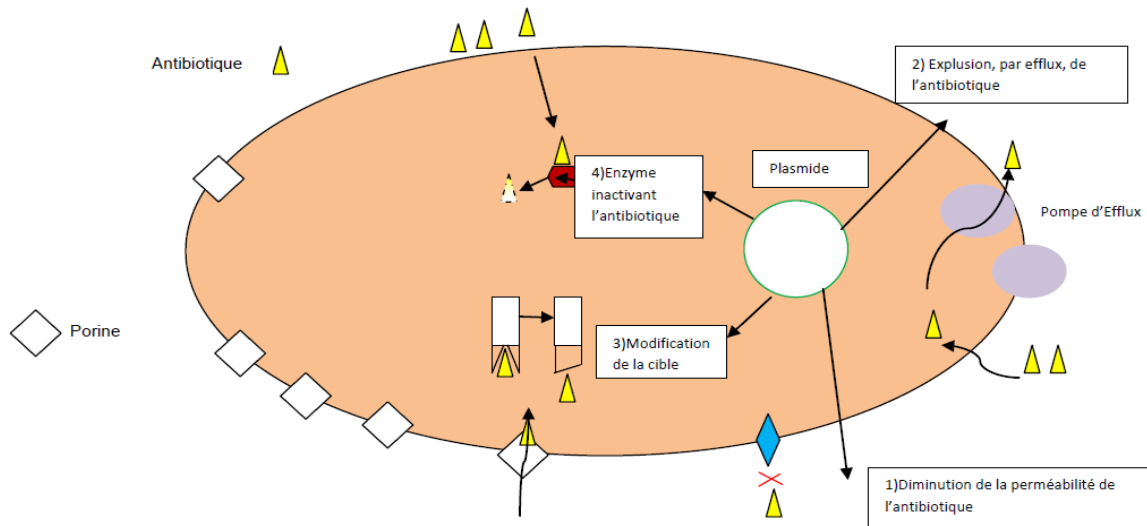 Antibiotique
2) Explusion, par efflux, de
l’antibiotique
4)Enzyme
inactivant
l’antibiotique
Plasmide
Pompe d’Efflux
Porine
3)Modification
de la cible
1)Diminution de la perméabilité de
l’antibiotique